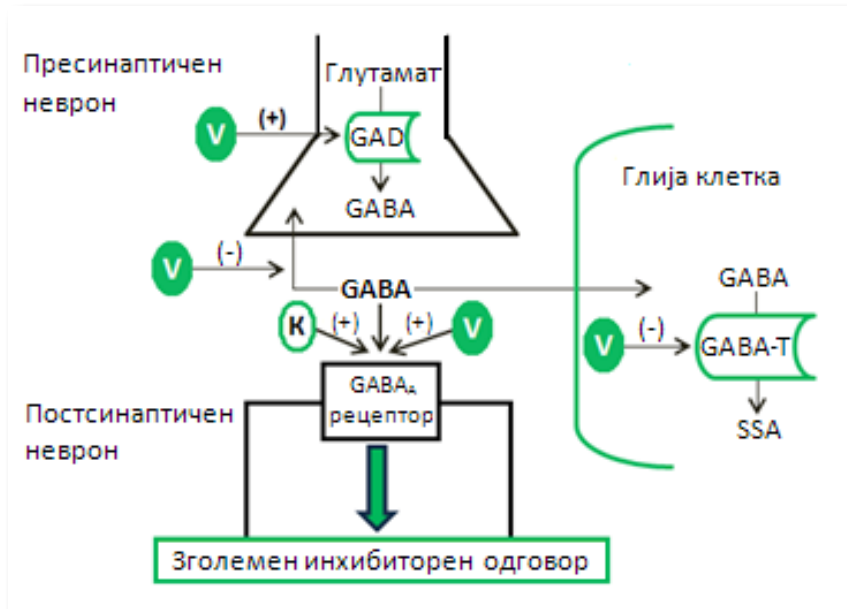 Пресинаптичен
неврон
Глутамат
V
(+)
GAD
GABA
Глија клетка
V
(-)
GABA
GABA
K
(+)
(+)
V
V
(-)
GABA-T
SSA
GABAA
рецептор
Постсинаптичен
неврон
Зголемен инхибиторен одговор